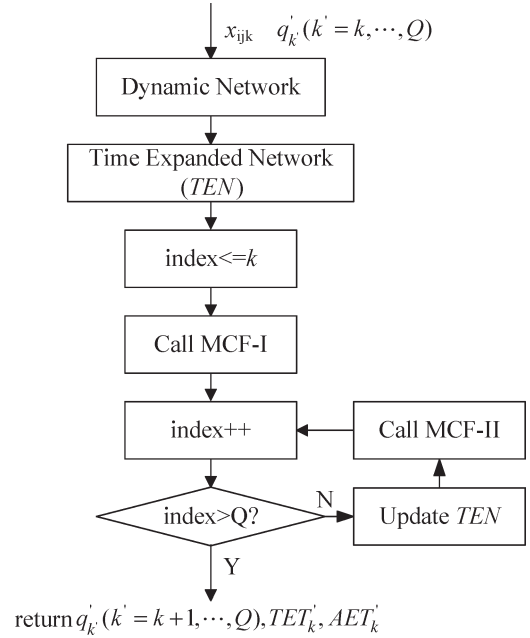 x_ijk q'_k' (k' = k, ⋯, Q)
Dynamic Network
Time Expanded Network
(TEN)
index<=k
Call MCF-I
index++
Call MCF-II
index>Q?
N
Update TEN
Y
return q'_k' (k' = k+1, ⋯, Q), TET'_k, AET'_k